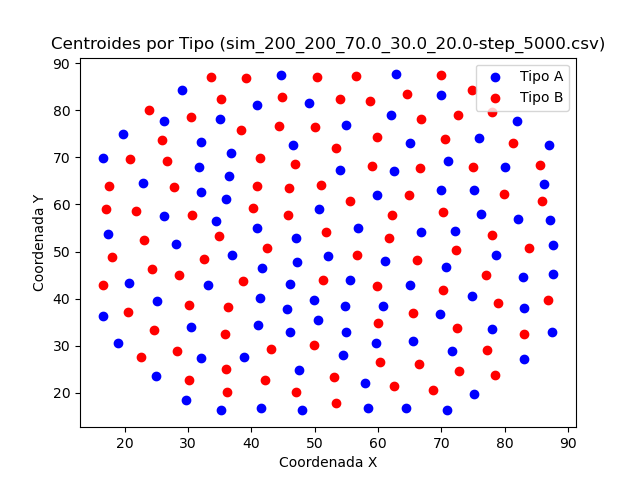 Centroides por Tipo (sim_200_200_70.0_30.0_20.0-step_5000.csv)
Tipo A
Tipo B
90
80
70
60
50
40
30
20
Coordenada Y
20 30 40 50 60 70 80 90
Coordenada X